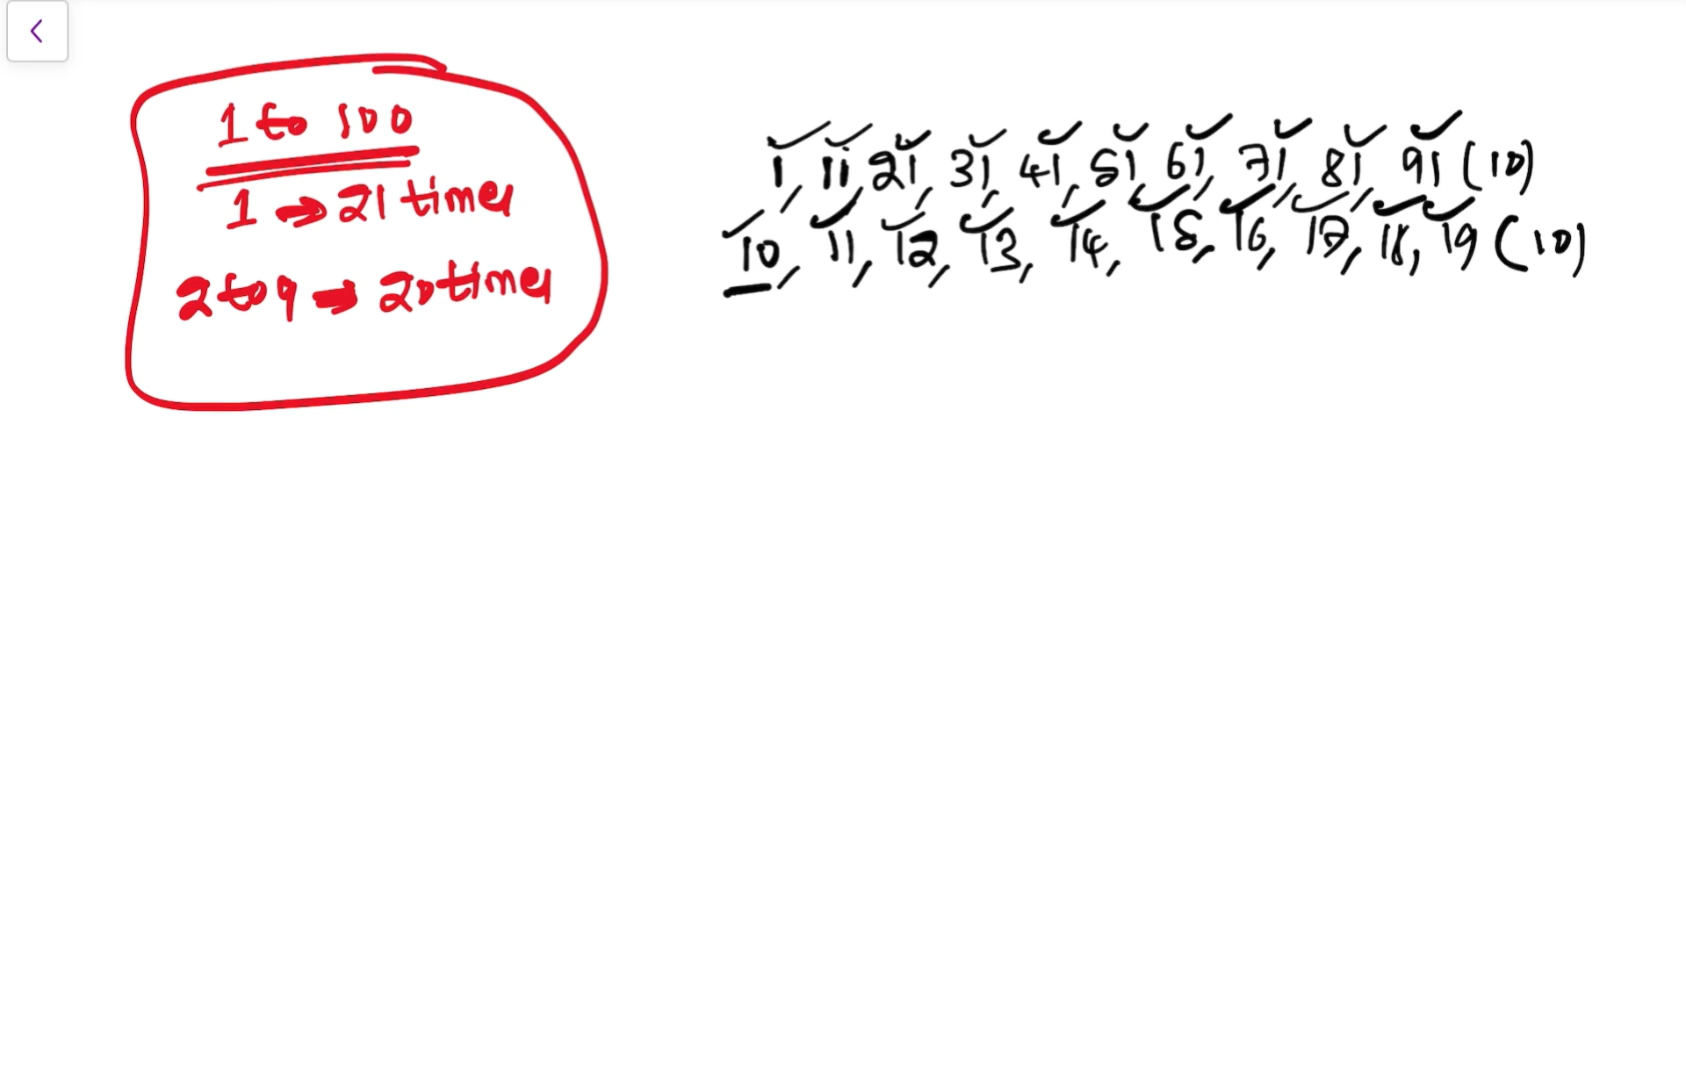 1 to 100
1 → 21 times
2 to 9 → 20 times
1, 11, 21, 31, 41, 51, 61, 71, 81, 91 (10)
10, 11, 12, 13, 14, 15, 16, 17, 18, 19 (10)